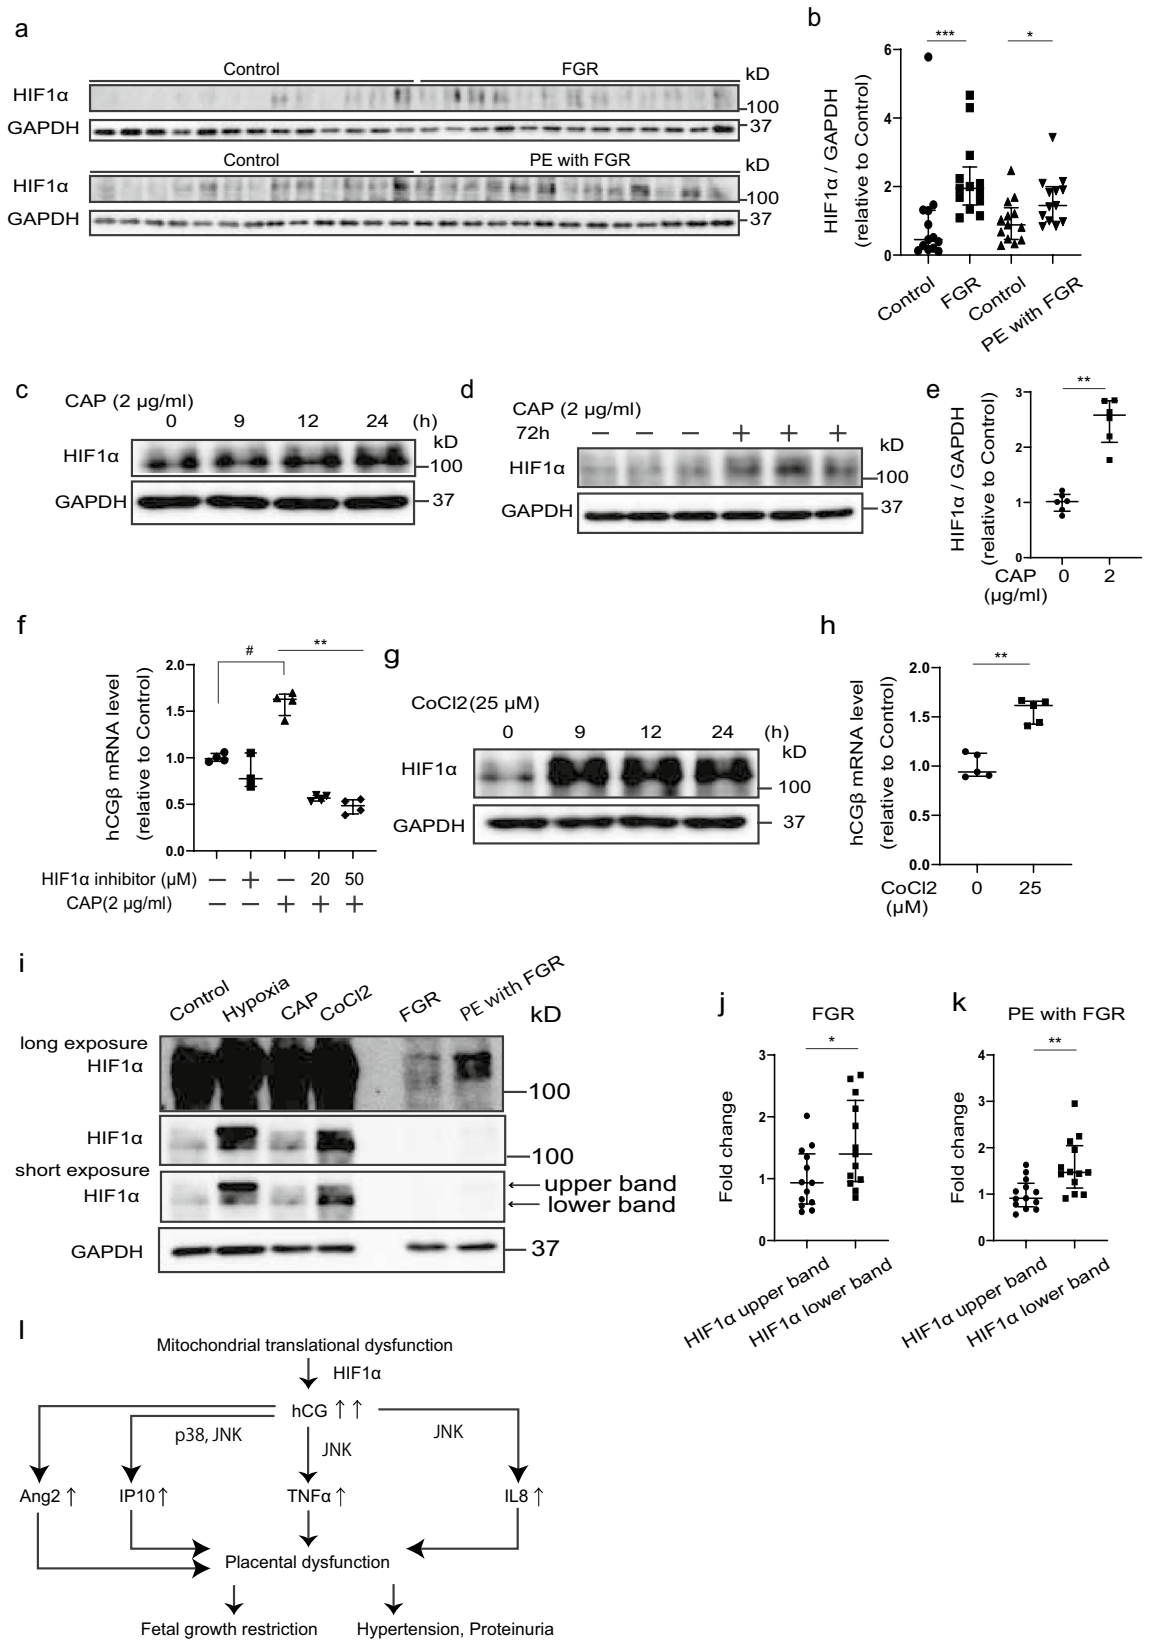 a
Control FGR kD
HIF1α
100
GAPDH 37
Control PE with FGR kD
HIF1α
100
GAPDH 37
b
HIF1α / GAPDH
(relative to Control)
6
4
2
0
*** *
Control FGR Control PE with FGR
c
CAP (2 µg/ml)
0 9 12 24 (h)
kD
HIF1α
100
GAPDH 37
d
CAP (2 µg/ml)
72h — — — + + +
kD
HIF1α
100
GAPDH 37
e
HIF1α / GAPDH
(relative to Control)
3
2
1
0
**
CAP 0 2
(µg/ml)
f
hCGβ mRNA level
(relative to Control)
2.0
1.5
1.0
0.5
0.0
# **
HIF1α inhibitor (µM) — + — 20 50
CAP(2 µg/ml) — — + + +
g
CoCl2(25 µM)
0 9 12 24 (h)
kD
HIF1α
100
GAPDH 37
h
hCGβ mRNA level
(relative to Control)
2.0
1.5
1.0
0.5
0.0
**
CoCl2 0 25
(µM)
i
Control Hypoxia CAP CoCl2 FGR PE with FGR
kD
long exposure
HIF1α
100
HIF1α
100
short exposure
HIF1α
upper band
lower band
GAPDH 37
j
FGR
Fold change
3
2
1
0
*
HIF1α upper band HIF1α lower band
k
PE with FGR
Fold change
4
3
2
1
0
**
HIF1α upper band HIF1α lower band
l
Mitochondrial translational dysfunction
↓ HIF1α
hCG ↑ ↑
p38, JNK JNK JNK
Ang2 ↑ IP10 ↑ TNFα ↑ IL8 ↑
Placental dysfunction
Fetal growth restriction Hypertension, Proteinuria